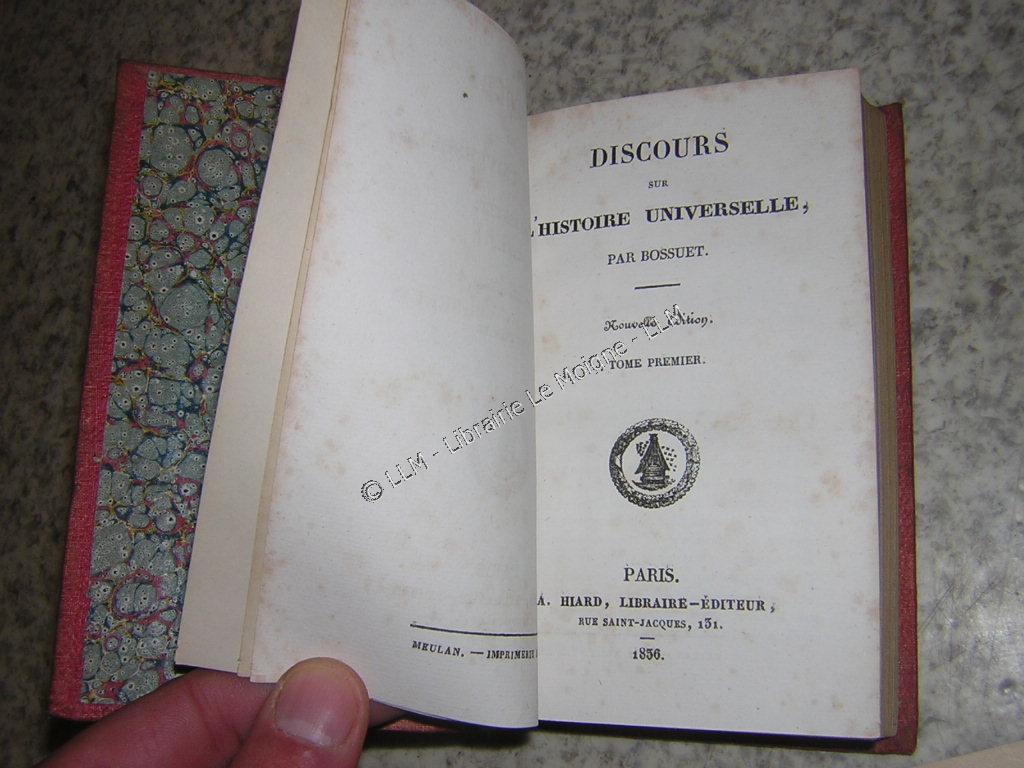 MEULAN. — IMPRIMERIE
DISCOURS
SUR
L'HISTOIRE UNIVERSELLE,
PAR BOSSUET.
Nouvelle Édition.
TOME PREMIER.
PARIS.
A. HIARD, LIBRAIRE-ÉDITEUR,
RUE SAINT-JACQUES, 131.
1836.
© LLM - Librairie Le Moigne - LLM